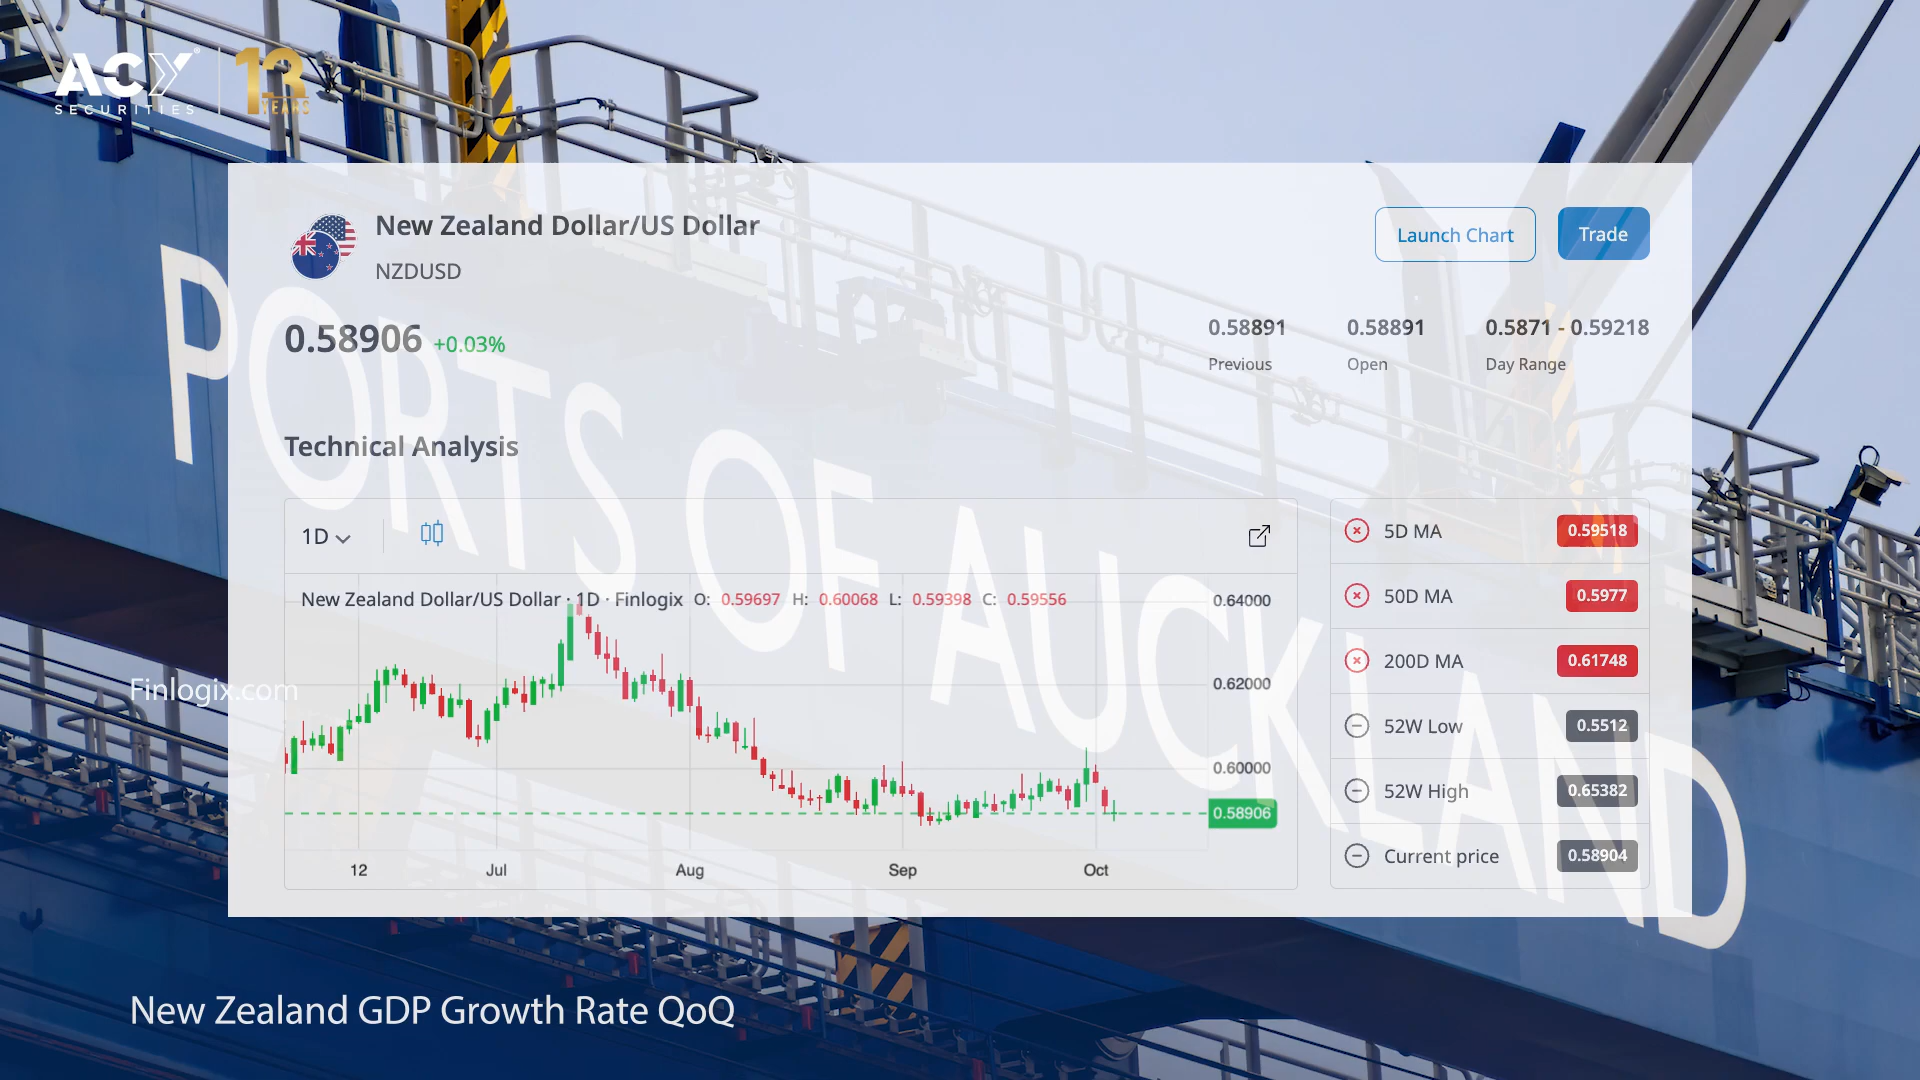 ACY
SECURITIES
13
YEARS
PORTS OF AUCKLAND
New Zealand Dollar/US Dollar
NZDUSD
Launch Chart
Trade
0.58906 +0.03%
0.58891
Previous
0.58891
Open
0.5871 - 0.59218
Day Range
Technical Analysis
1D
New Zealand Dollar/US Dollar · 1D · Finlogix O: 0.59697 H: 0.60068 L: 0.59398 C: 0.59556
0.64000
0.62000
0.60000
0.58906
12 Jul Aug Sep Oct
5D MA 0.59518
50D MA 0.5977
200D MA 0.61748
52W Low 0.5512
52W High 0.65382
Current price 0.58904
Finlogix.com
New Zealand GDP Growth Rate QoQ